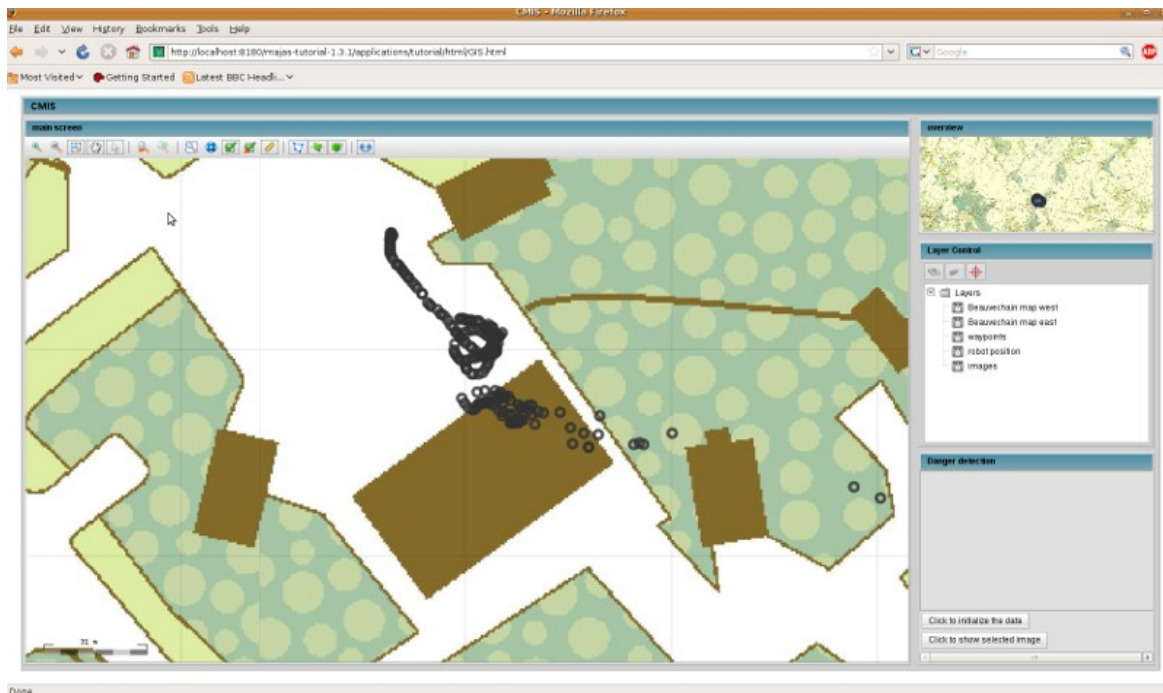 CMIS - Mozilla Firefox
File Edit View History Bookmarks Tools Help
http://localhost:8180/majas-tutorial-1.3.1/applications/tutorial/html/GIS.html
Google
ABP
Most Visited Getting Started Latest BBC Headli...
CMIS
main screen
overview
Layer Control
Layers
Beauvechain map west
Beauvechain map east
waypoints
robot position
images
Danger detection
Click to initialize the data
Click to show selected image
Done